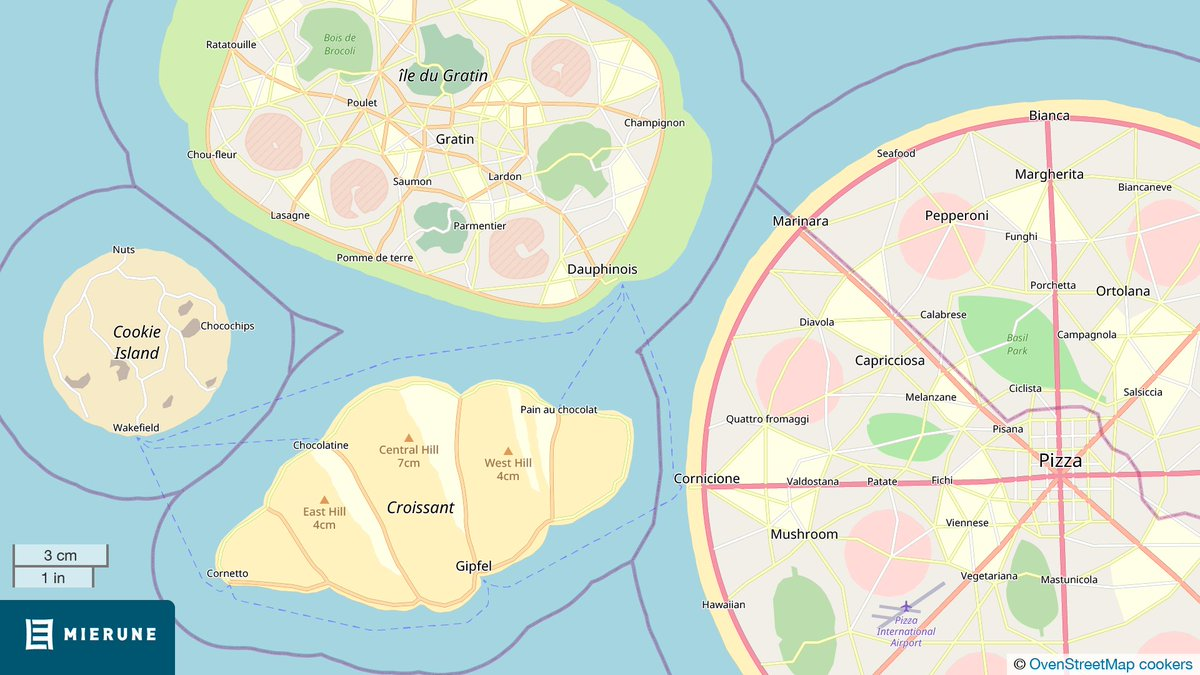 Ratatouille
Bois de
Brocoli
île du Gratin
Poulet
Gratin
Champignon
Chou-fleur
Saumon
Lardon
Lasagne
Parmentier
Pomme de terre
Dauphinois
Nuts
Cookie
Island
Chocochips
Wakefield
Pain au chocolat
Chocolatine
Central Hill
7cm
West Hill
4cm
East Hill
4cm
Croissant
Cornetto
Gipfel
Bianca
Seafood
Margherita
Biancaneve
Marinara
Pepperoni
Funghi
Porchetta
Ortolana
Diavola
Calabrese
Basil
Park
Campagnola
Capricciosa
Ciclista
Salsiccia
Melanzane
Quattro fromaggi
Pisana
Pizza
Cornicione
Valdostana
Patate
Fichi
Viennese
Mushroom
Vegetariana
Mastunicola
Hawaiian
Pizza
International
Airport
3 cm
1 in
MIERUNE
© OvenStreetMap cookers